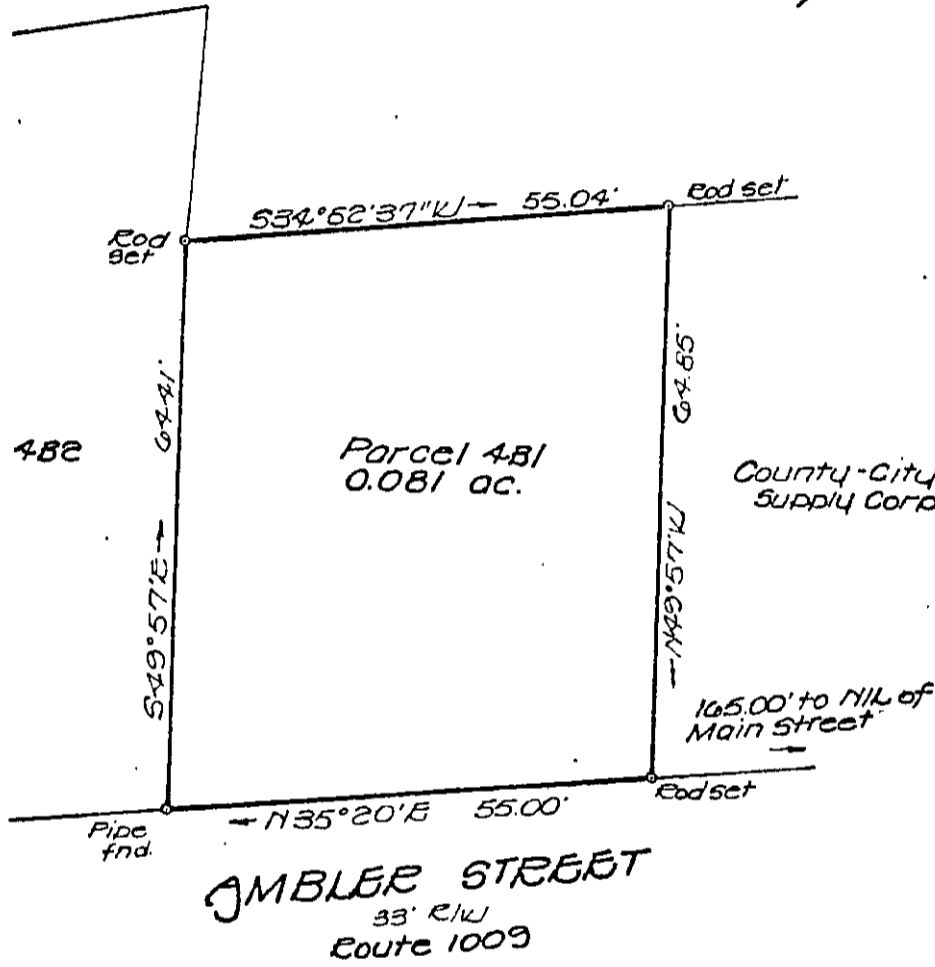 S34°52'37"W 55.04'
Rod set
Rod
set
64.41'
64.85'
482
Parcel 481
0.081 ac.
County-City
Supply Corp
S49°57'E
N49°57'W
165.00' to N/L of
Main Street
Rod set
N35°20'E 55.00'
Pipe
fnd.
AMBLER STREET
33' R/W
Route 1009